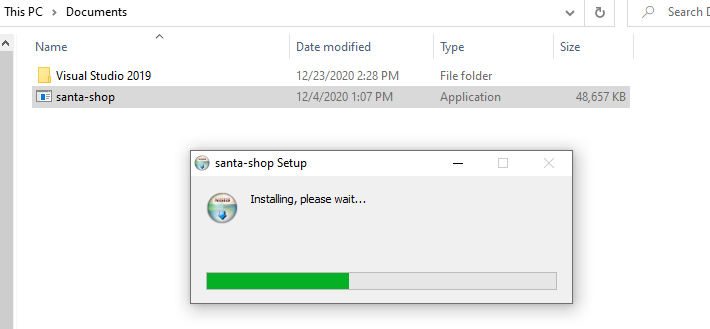 This PC > Documents
Search D
Name Date modified Type Size
Visual Studio 2019 12/23/2020 2:28 PM File folder
santa-shop 12/4/2020 1:07 PM Application 48,657 KB
santa-shop Setup
Installing, please wait...